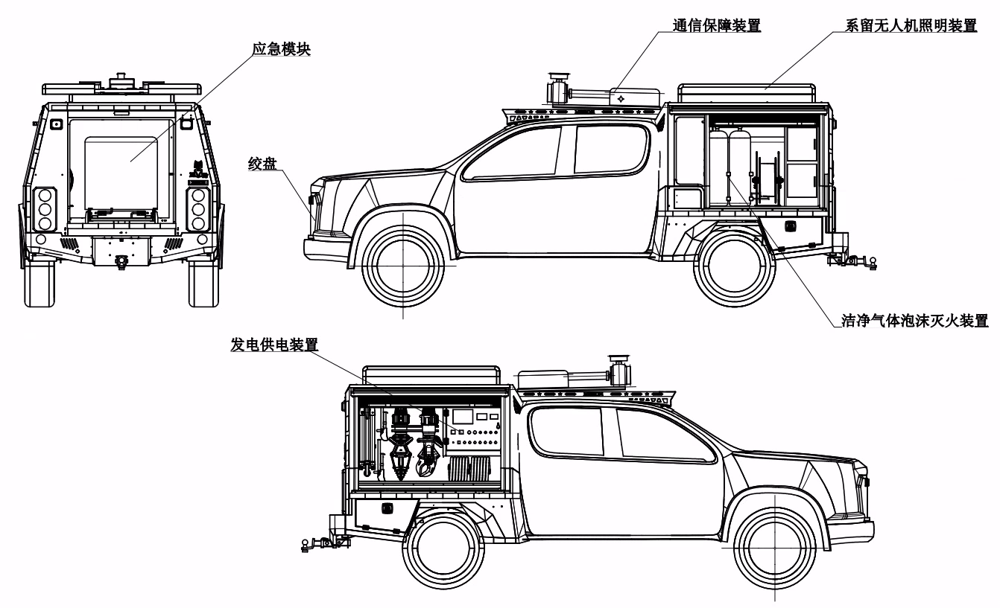 通信保障装置
系留无人机照明装置
应急模块
绞盘
洁净气体泡沫灭火装置
发电供电装置